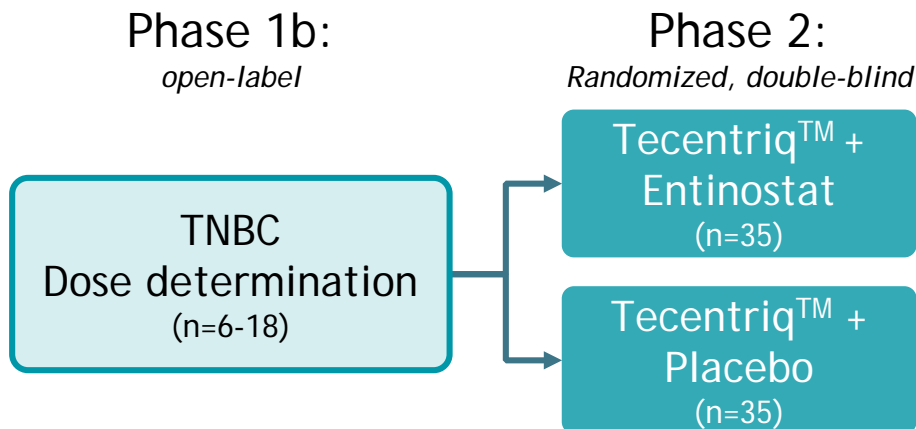 Phase 1b:
open-label
Phase 2:
Randomized, double-blind
TNBC
Dose determination
(n=6-18)
Tecentriq™ +
Entinostat
(n=35)
Tecentriq™ +
Placebo
(n=35)